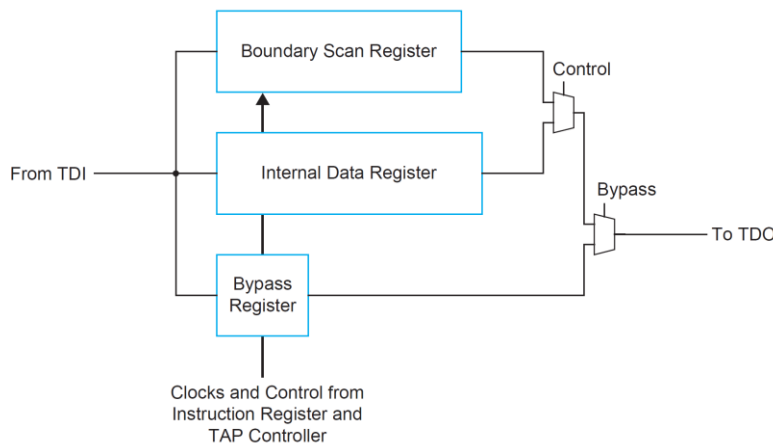 Boundary Scan Register
Control
From TDI
Internal Data Register
Bypass
To TDO
Bypass
Register
Clocks and Control from
Instruction Register and
TAP Controller